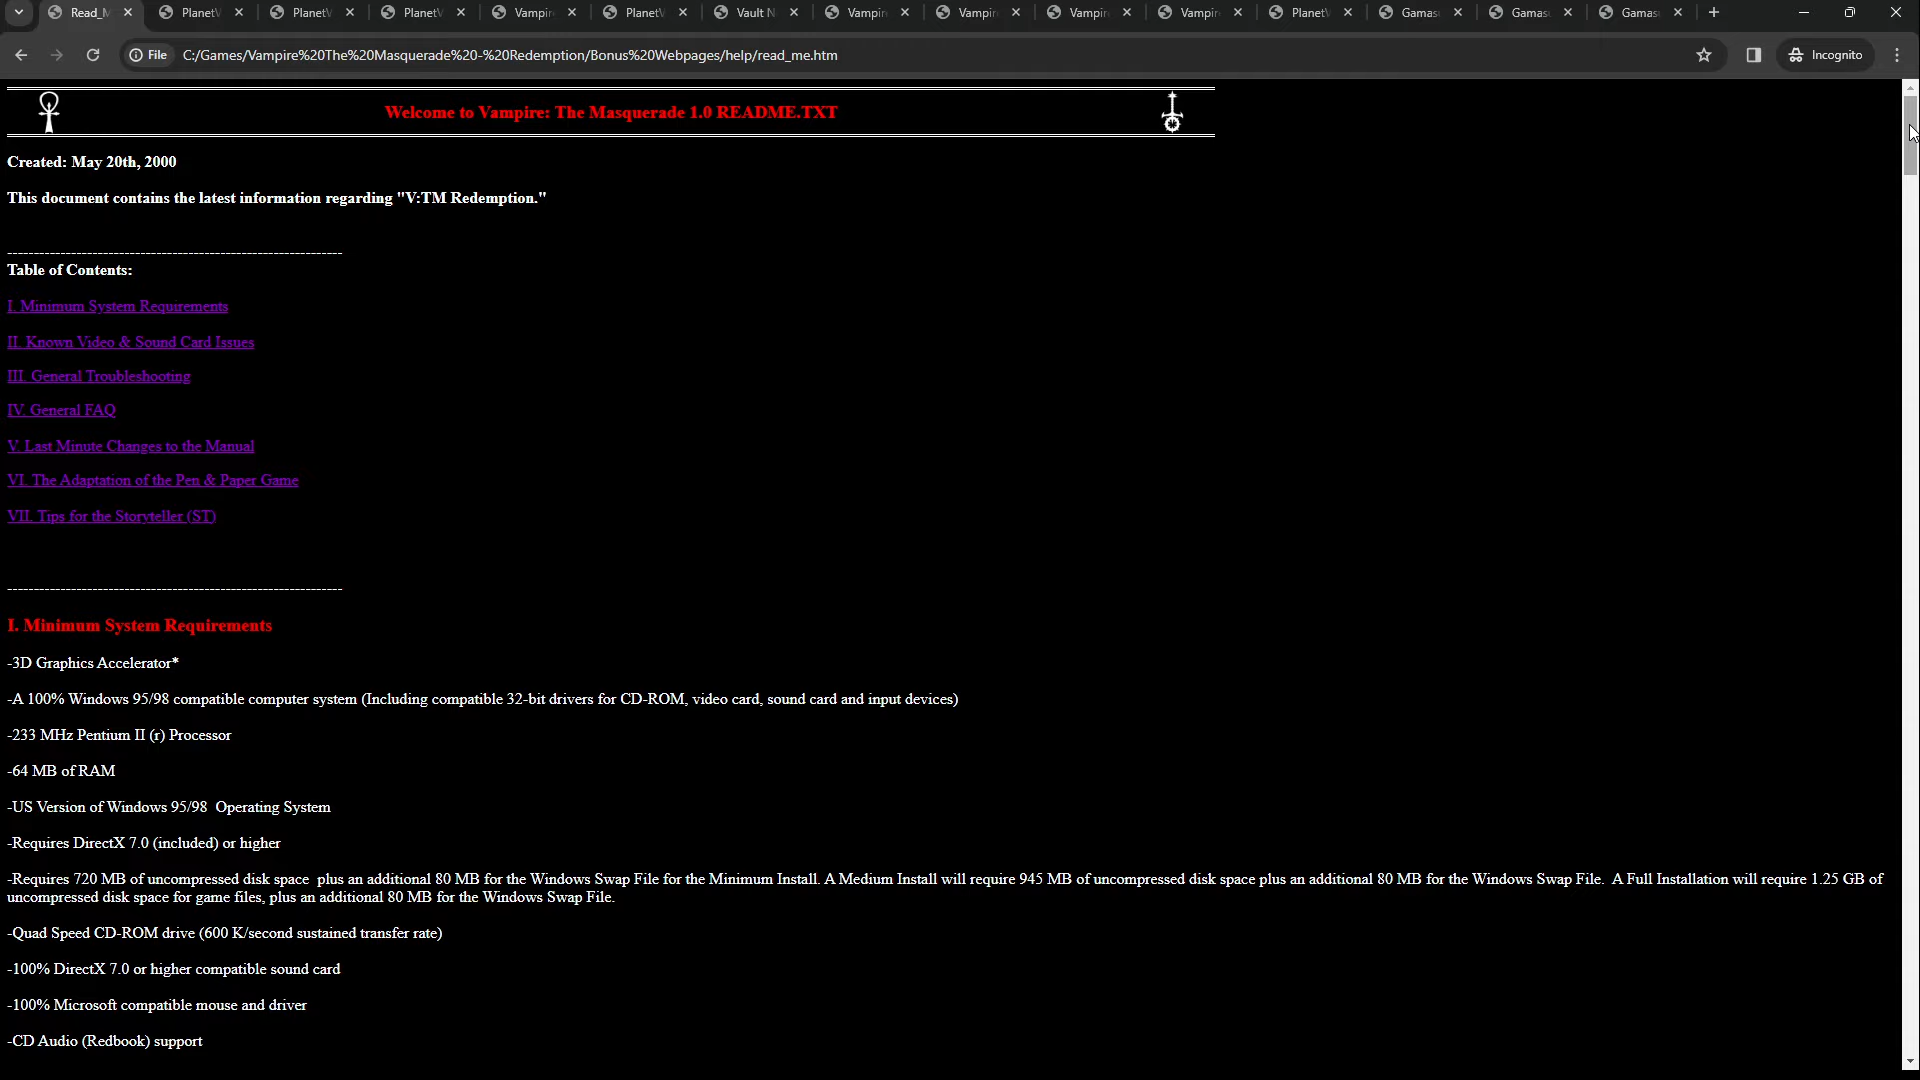 Read_M
PlanetV
PlanetV
PlanetV
Vampir
PlanetV
Vault N
Vampir
Vampir
Vampir
Vampir
PlanetV
Gamas
Gamas
Gamas
File
C:/Games/Vampire%20The%20Masquerade%20-%20Redemption/Bonus%20Webpages/help/read_me.htm
Incognito
Welcome to Vampire: The Masquerade 1.0 README.TXT
Created: May 20th, 2000
This document contains the latest information regarding "V:TM Redemption."
----------------------------------------------------------------
Table of Contents:
I. Minimum System Requirements
II. Known Video & Sound Card Issues
III. General Troubleshooting
IV. General FAQ
V. Last Minute Changes to the Manual
VI. The Adaptation of the Pen & Paper Game
VII. Tips for the Storyteller (ST)
----------------------------------------------------------------
I. Minimum System Requirements
-3D Graphics Accelerator*
-A 100% Windows 95/98 compatible computer system (Including compatible 32-bit drivers for CD-ROM, video card, sound card and input devices)
-233 MHz Pentium II (r) Processor
-64 MB of RAM
-US Version of Windows 95/98  Operating System
-Requires DirectX 7.0 (included) or higher
-Requires 720 MB of uncompressed disk space  plus an additional 80 MB for the Windows Swap File for the Minimum Install. A Medium Install will require 945 MB of uncompressed disk space plus an additional 80 MB for the Windows Swap File.  A Full Installation will require 1.25 GB of
uncompressed disk space for game files, plus an additional 80 MB for the Windows Swap File.
-Quad Speed CD-ROM drive (600 K/second sustained transfer rate)
-100% DirectX 7.0 or higher compatible sound card
-100% Microsoft compatible mouse and driver
-CD Audio (Redbook) support